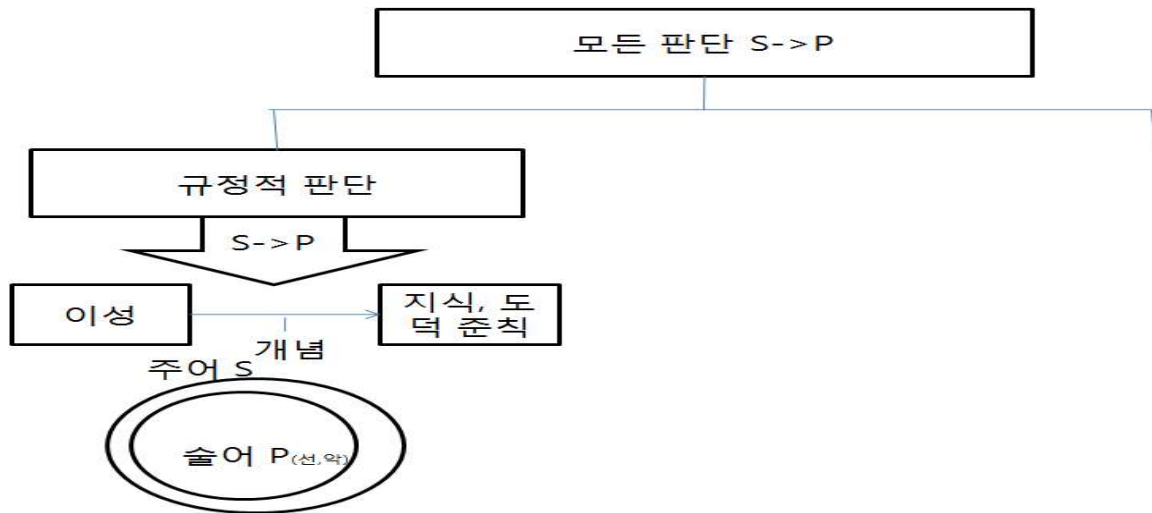 모든 판단 S->P
규정적 판단
S->P
이성
지식, 도
덕 준칙
개념
주어 S
술어 P(선,악)